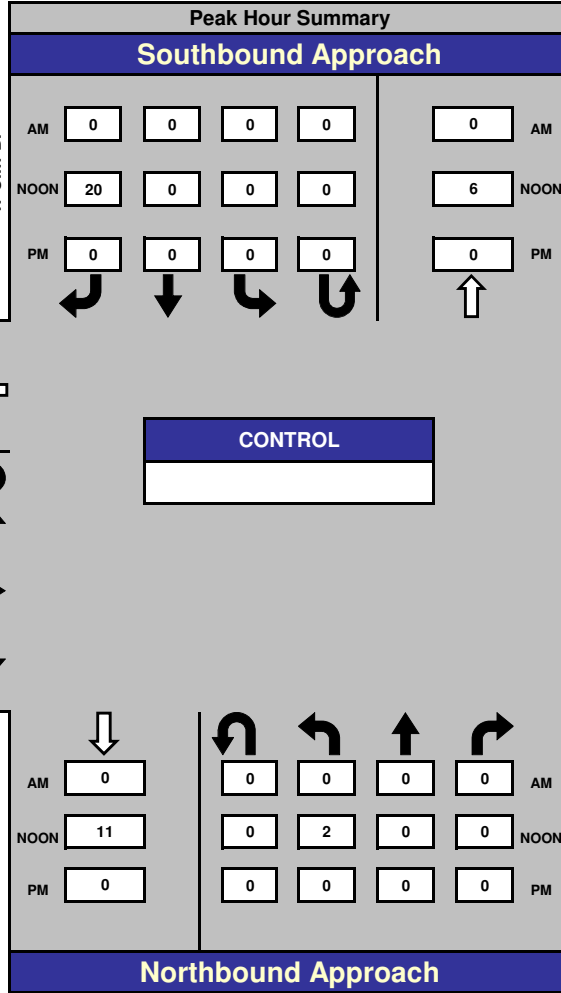 Peak Hour Summary
Southbound Approach
AM 0 0 0 0 0 AM
NOON 20 0 0 0 6 NOON
PM 0 0 0 0 0 PM
CONTROL
AM 0 0 0 0 0 AM
NOON 11 0 2 0 0 NOON
PM 0 0 0 0 0 PM
Northbound Approach